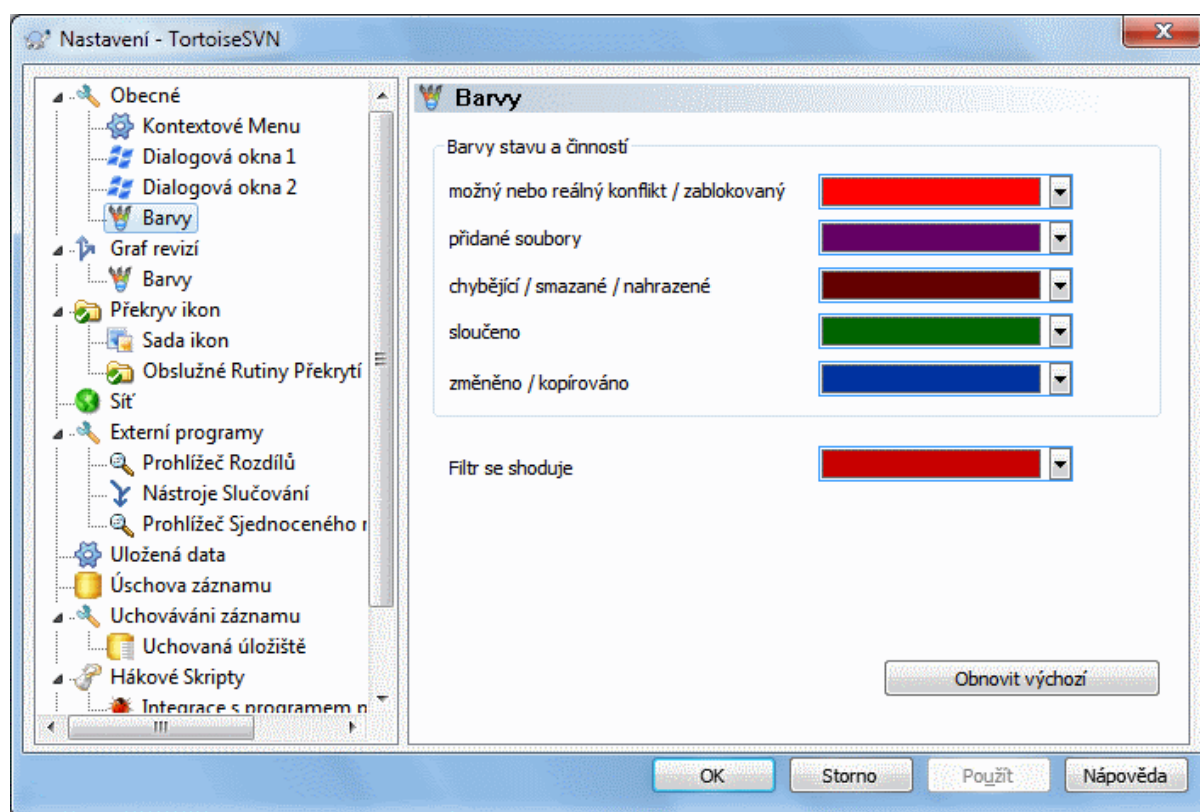 Nastavení - TortoiseSVN
Obecné
Kontextové Menu
Dialogová okna 1
Dialogová okna 2
Barvy
Graf revizí
Barvy
Překryv ikon
Sada ikon
Obslužné Rutiny Překrytí
Síť
Externí programy
Prohlížeč Rozdílů
Nástroje Slučování
Prohlížeč Sjednoceného
Uložená data
Úschova záznamu
Uchováváni záznamu
Uchovaná úložiště
Hákové Skripty
Integrace s programem
Barvy
Barvy stavu a činností
možný nebo reálný konflikt / zablokovaný
přidané soubory
chybějící / smazané / nahrazené
sloučeno
změněno / kopírováno
Filtr se shoduje
Obnovit výchozí
OK
Storno
Použít
Nápověda